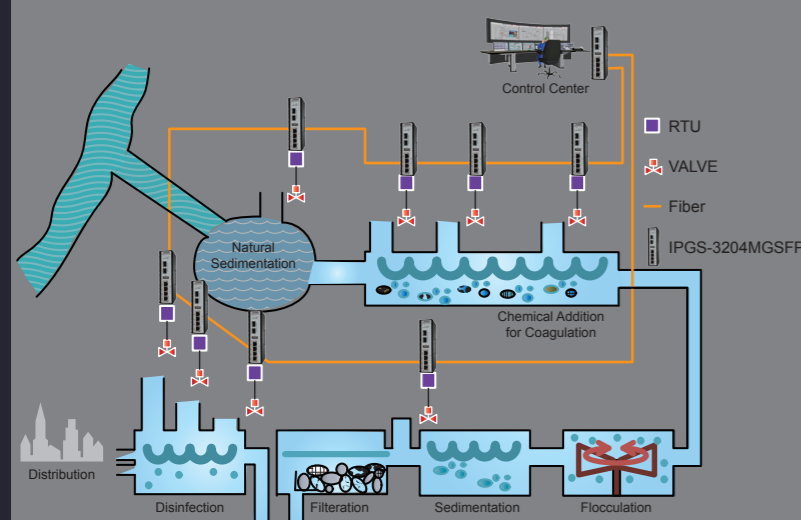 Control Center
RTU
VALVE
Fiber
IPGS-3204MGSFP
Natural
Sedimentation
Chemical Addition
for Coagulation
Distribution
Disinfection
Filteration
Sedimentation
Flocculation